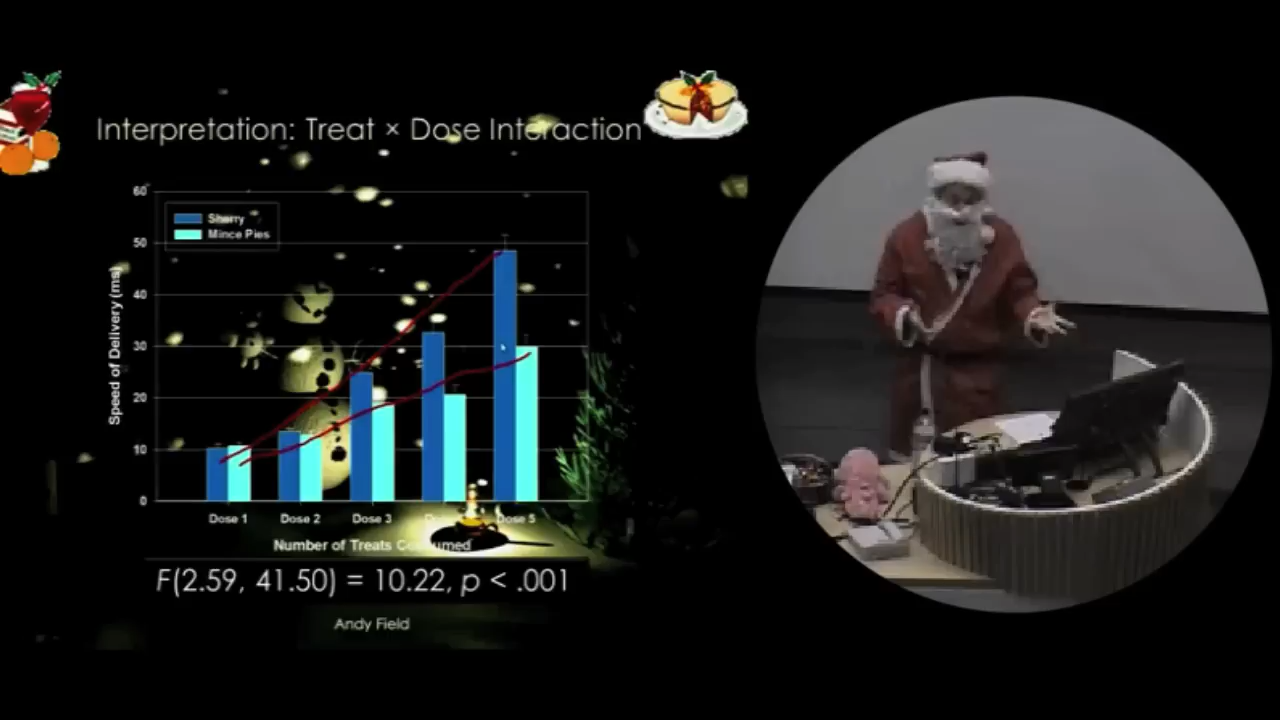 Interpretation: Treat × Dose Interaction
60
50
40
30
20
10
0
Sherry
Mince Pies
Speed of Delivery (ms)
Dose 1
Dose 2
Dose 3
Dose 5
Number of Treats Consumed
F(2.59, 41.50) = 10.22, p < .001
Andy Field